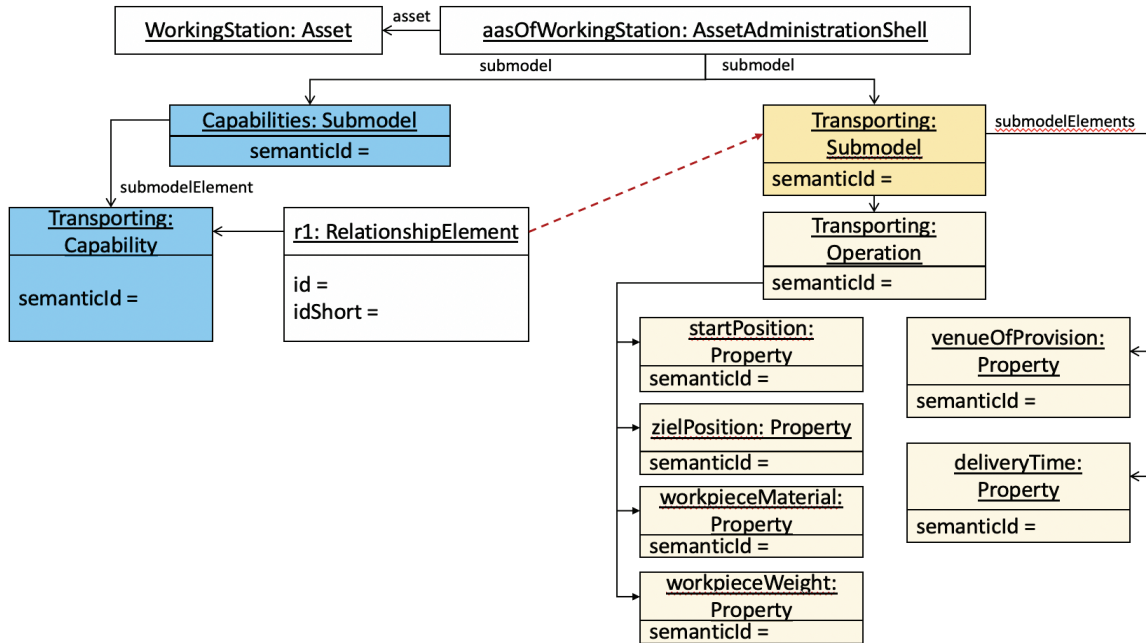 WorkingStation: Asset
asset
aasOfWorkingStation: AssetAdministrationShell
submodel
submodel
Capabilities: Submodel
semanticId =
Transporting:
Submodel
semanticId =
submodelElements
submodelElement
Transporting:
Capability
semanticId =
r1: RelationshipElement
id =
idShort =
Transporting:
Operation
semanticId =
startPosition:
Property
semanticId =
venueOfProvision:
Property
semanticId =
zielPosition: Property
semanticId =
deliveryTime:
Property
semanticId =
workpieceMaterial:
Property
semanticId =
workpieceWeight:
Property
semanticId =